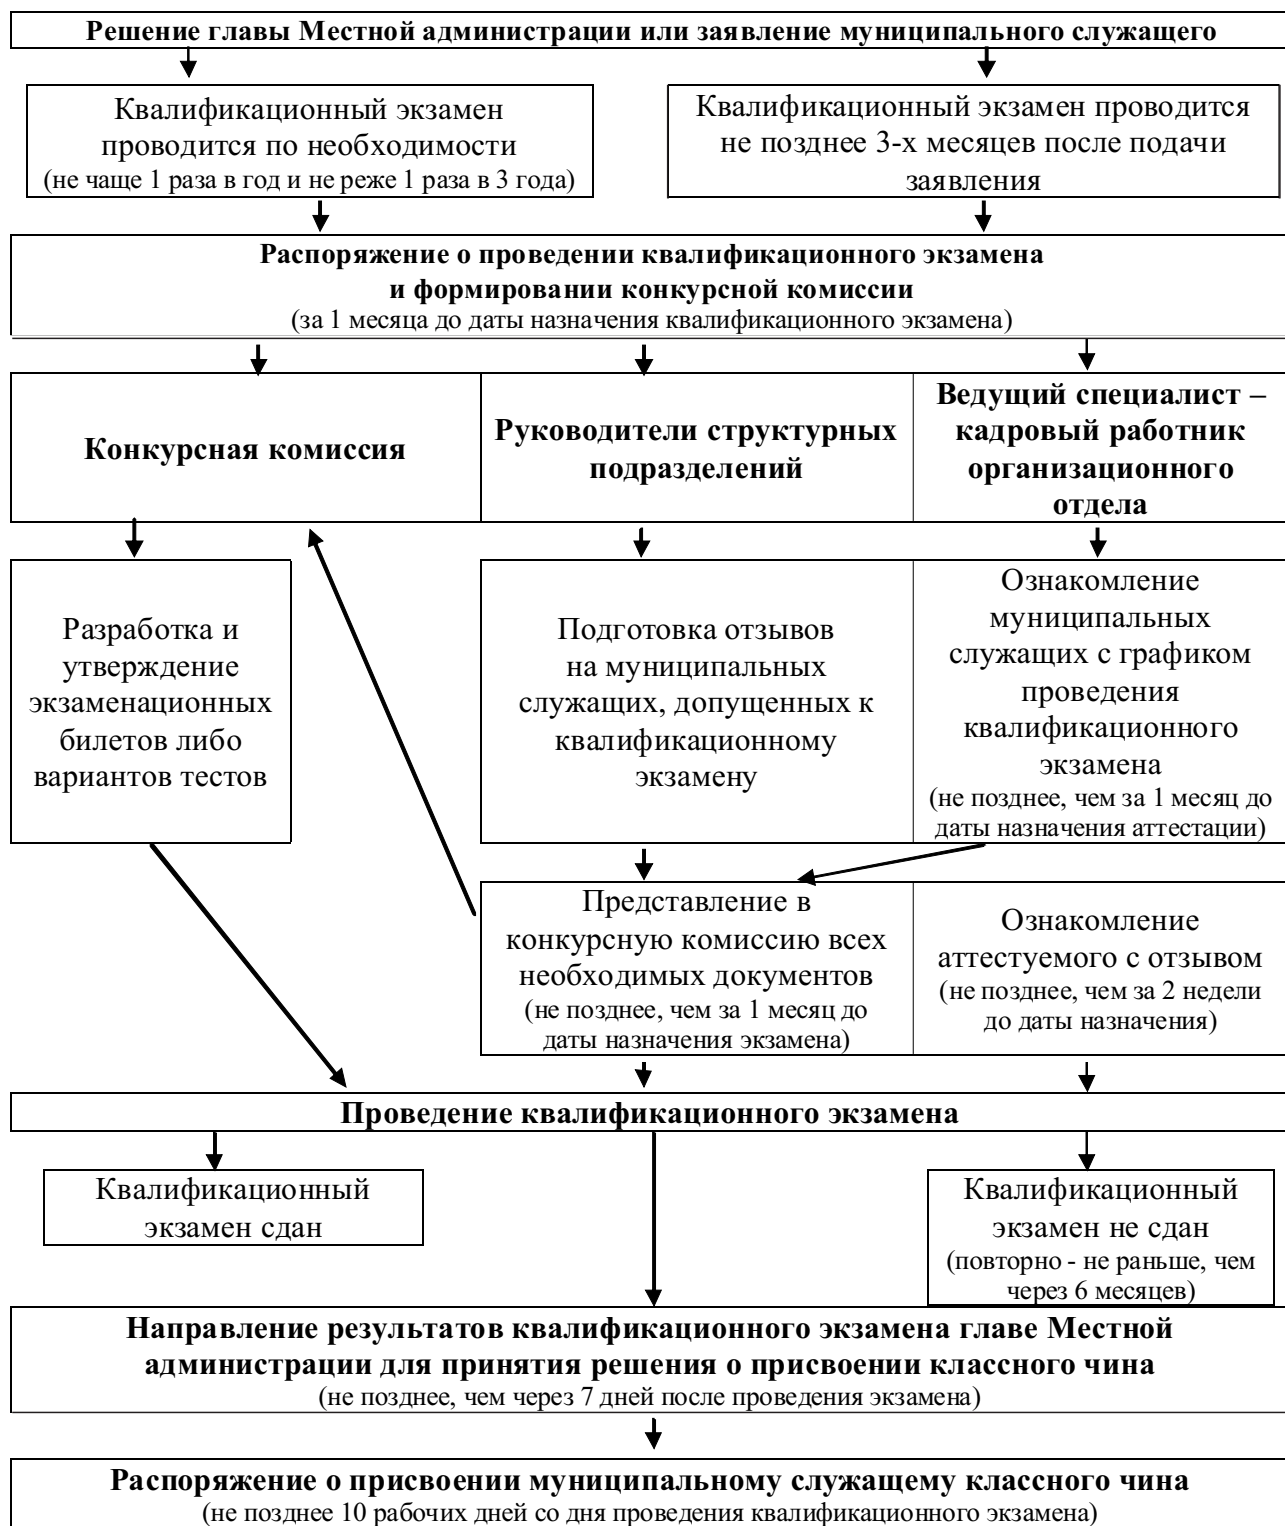 Решение главы Местной администрации или заявление муниципального служащего
Квалификационный экзамен
проводится по необходимости
(не чаще 1 раза в год и не реже 1 раза в 3 года)
Квалификационный экзамен проводится
не позднее 3-х месяцев после подачи
заявления
Распоряжение о проведении квалификационного экзамена
и формировании конкурсной комиссии
(за 1 месяца до даты назначения квалификационного экзамена)
Конкурсная комиссия
Руководители структурных
подразделений
Ведущий специалист –
кадровый работник
организационного
отдела
Разработка и
утверждение
экзаменационных
билетов либо
вариантов тестов
Подготовка отзывов
на муниципальных
служащих, допущенных к
квалификационному
экзамену
Ознакомление
муниципальных
служащих с графиком
проведения
квалификационного
экзамена
(не позднее, чем за 1 месяц до
даты назначения аттестации)
Представление в
конкурсную комиссию всех
необходимых документов
(не позднее, чем за 1 месяц до
даты назначения экзамена)
Ознакомление
аттестуемого с отзывом
(не позднее, чем за 2 недели
до даты назначения)
Проведение квалификационного экзамена
Квалификационный
экзамен сдан
Квалификационный
экзамен не сдан
(повторно - не раньше, чем
через 6 месяцев)
Направление результатов квалификационного экзамена главе Местной
администрации для принятия решения о присвоении классного чина
(не позднее, чем через 7 дней после проведения экзамена)
Распоряжение о присвоении муниципальному служащему классного чина
(не позднее 10 рабочих дней со дня проведения квалификационного экзамена)